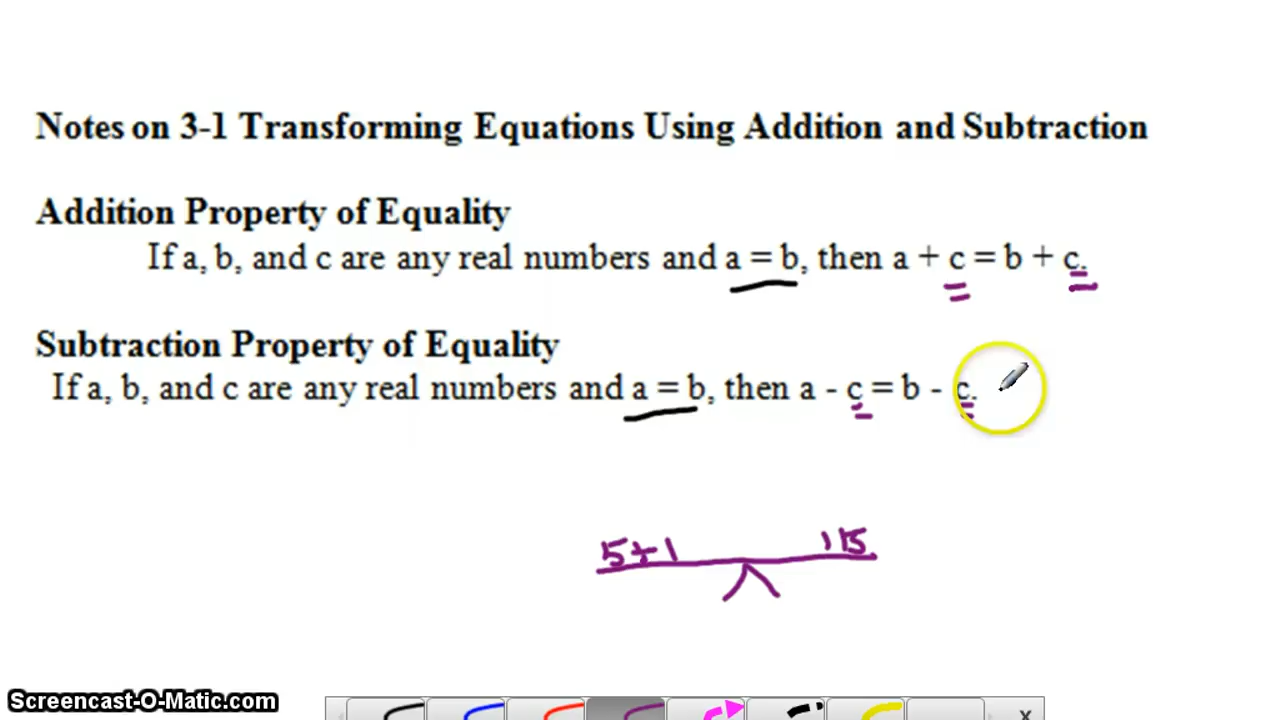 Notes on 3-1 Transforming Equations Using Addition and Subtraction
Addition Property of Equality
If a, b, and c are any real numbers and a = b, then a + c = b + c.
Subtraction Property of Equality
If a, b, and c are any real numbers and a = b, then a - c = b - c.
5+1
Screencast-O-Matic.com
x